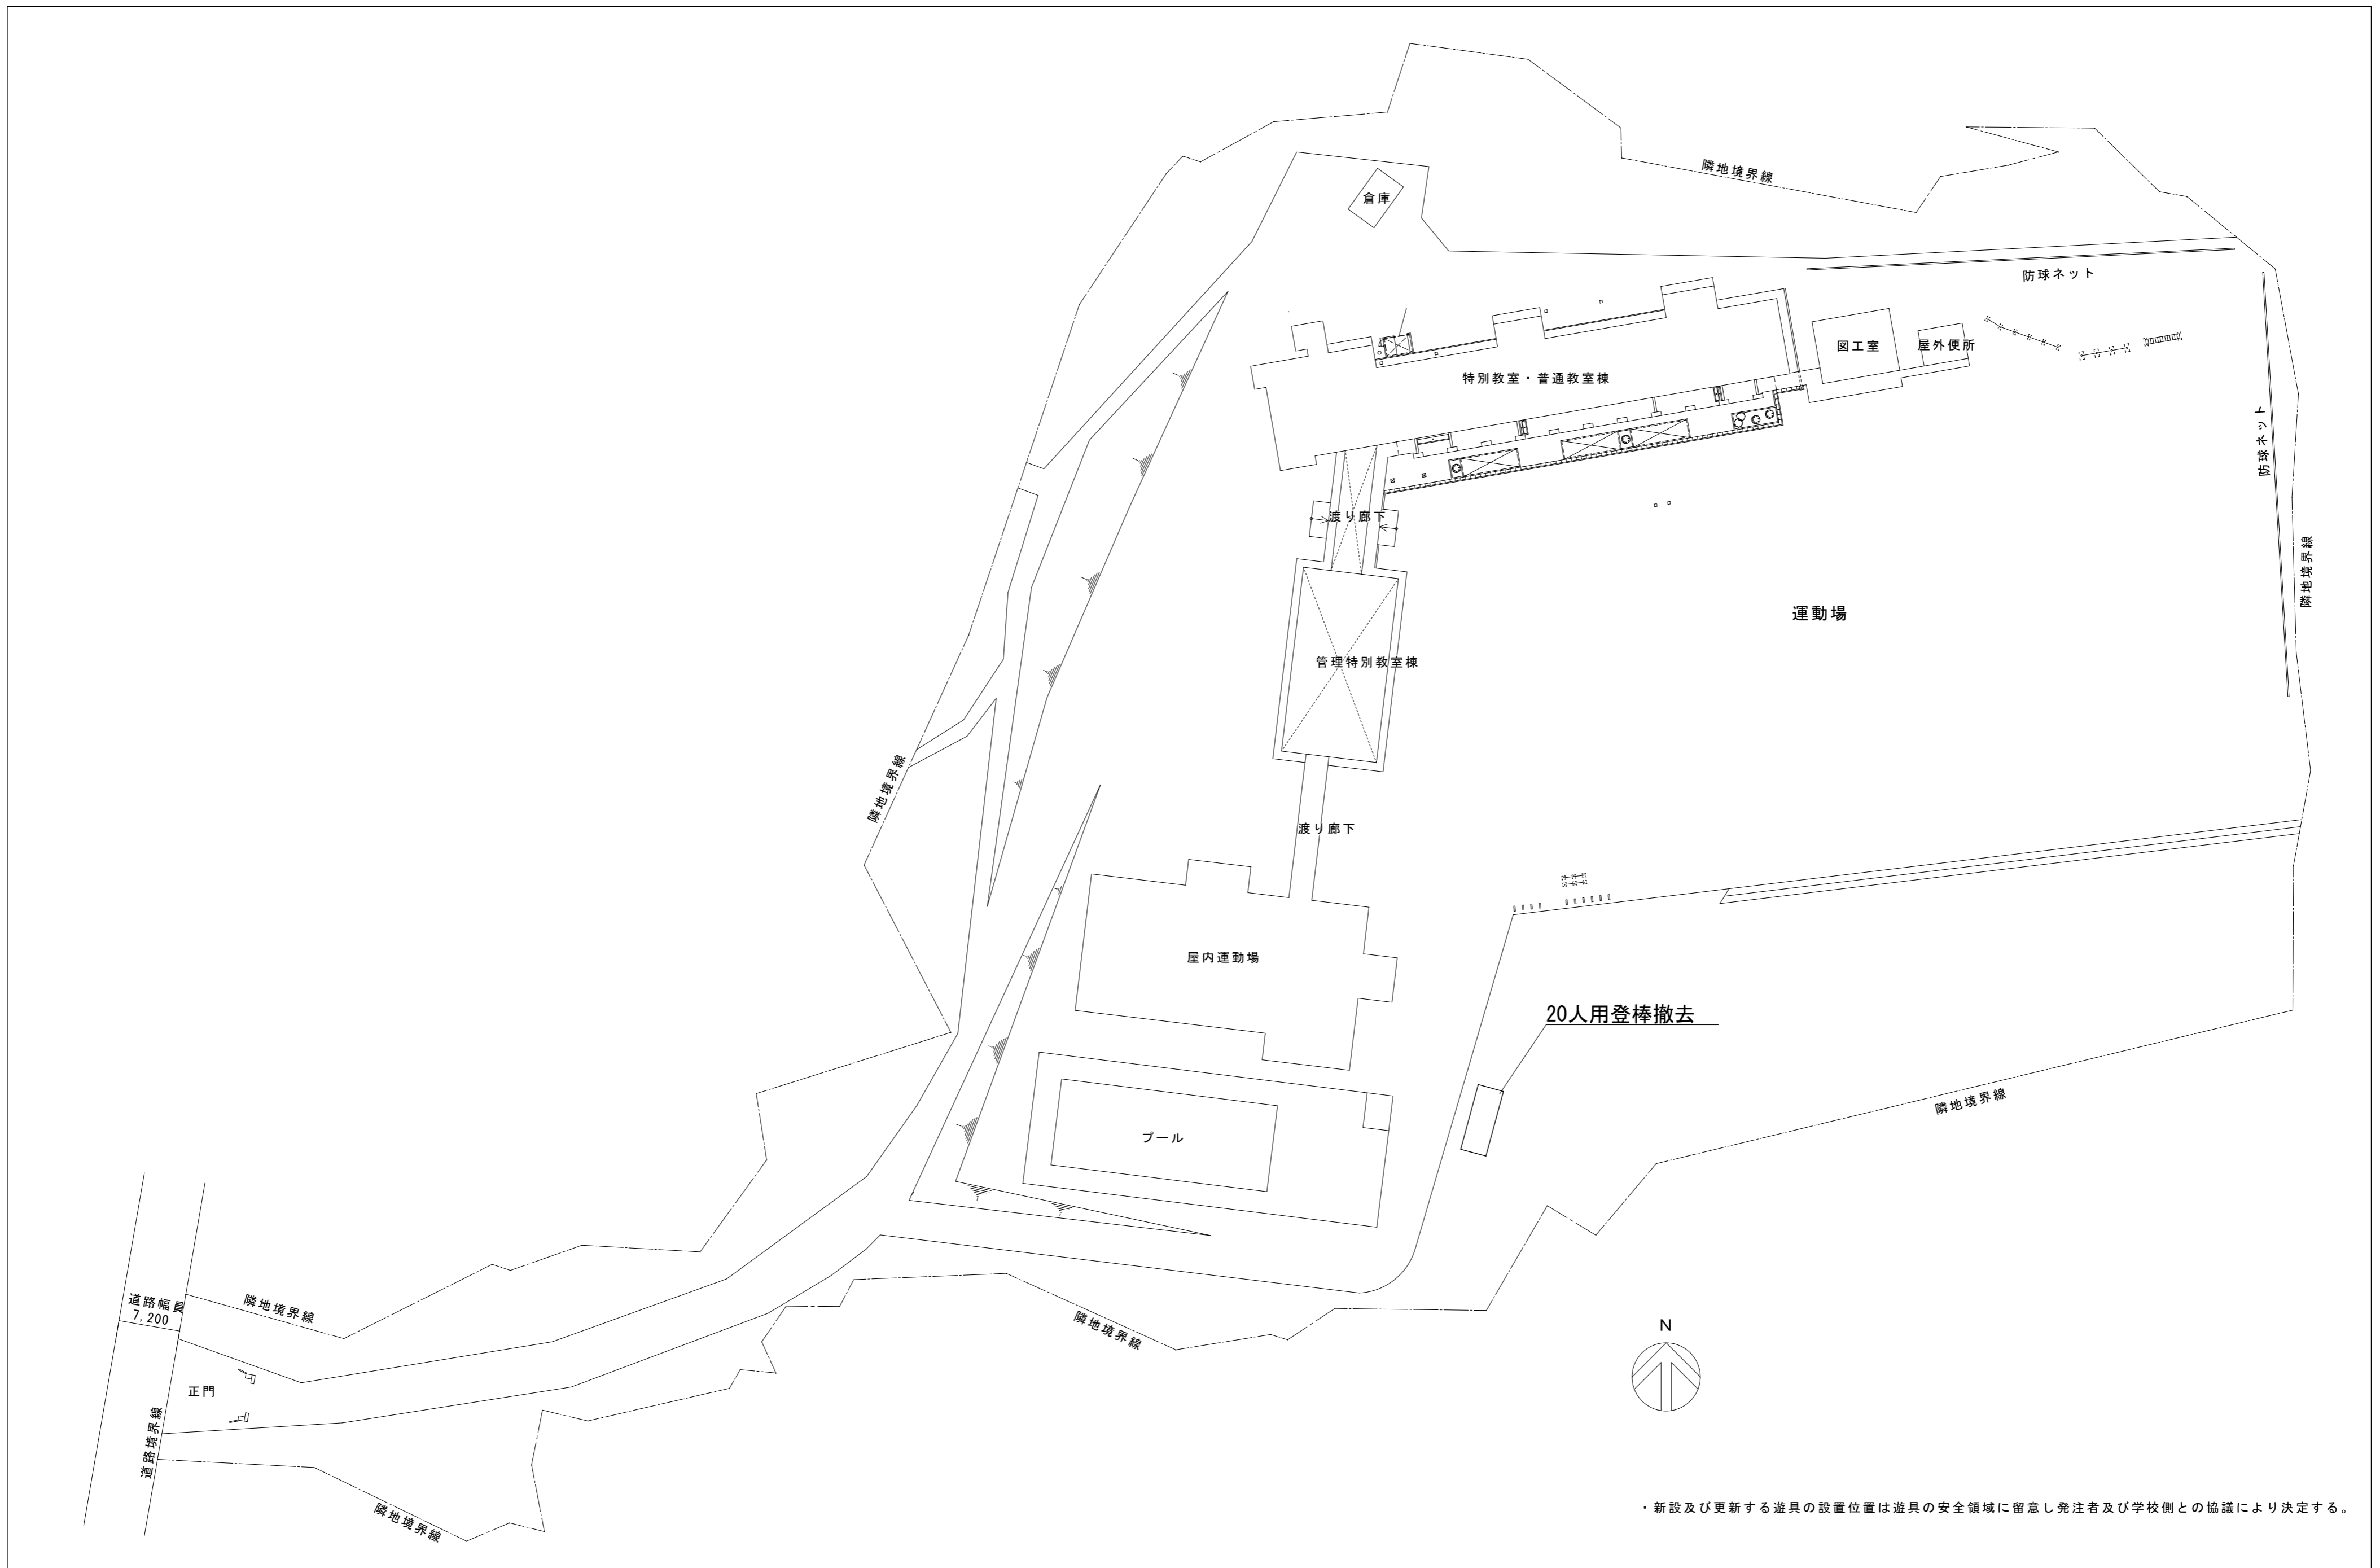 隣地境界線
倉庫
防球ネット
図工室
屋外便所
特別教室・普通教室棟
防球ネット
渡り廊下
隣地境界線
運動場
管理特別教室棟
隣地境界線
渡り廊下
屋内運動場
20人用登棒撤去
隣地境界線
プール
道路幅員
7,200
隣地境界線
隣地境界線
N
正門
道路境界線
隣地境界線
・新設及び更新する遊具の設置位置は遊具の安全領域に留意し発注者及び学校側との協議により決定する。